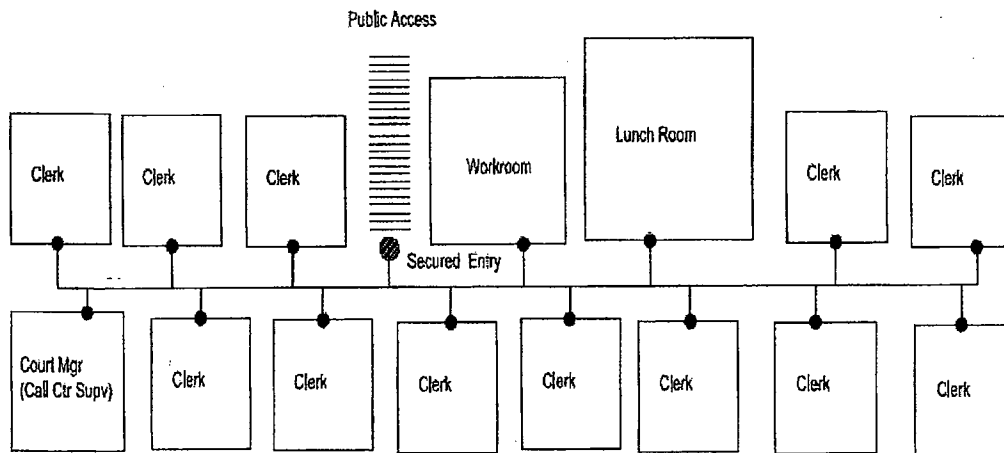 Public Access
Clerk
Clerk
Clerk
Workroom
Lunch Room
Clerk
Clerk
Secured Entry
Court Mgr
(Call Ctr Supv)
Clerk
Clerk
Clerk
Clerk
Clerk
Clerk
Clerk